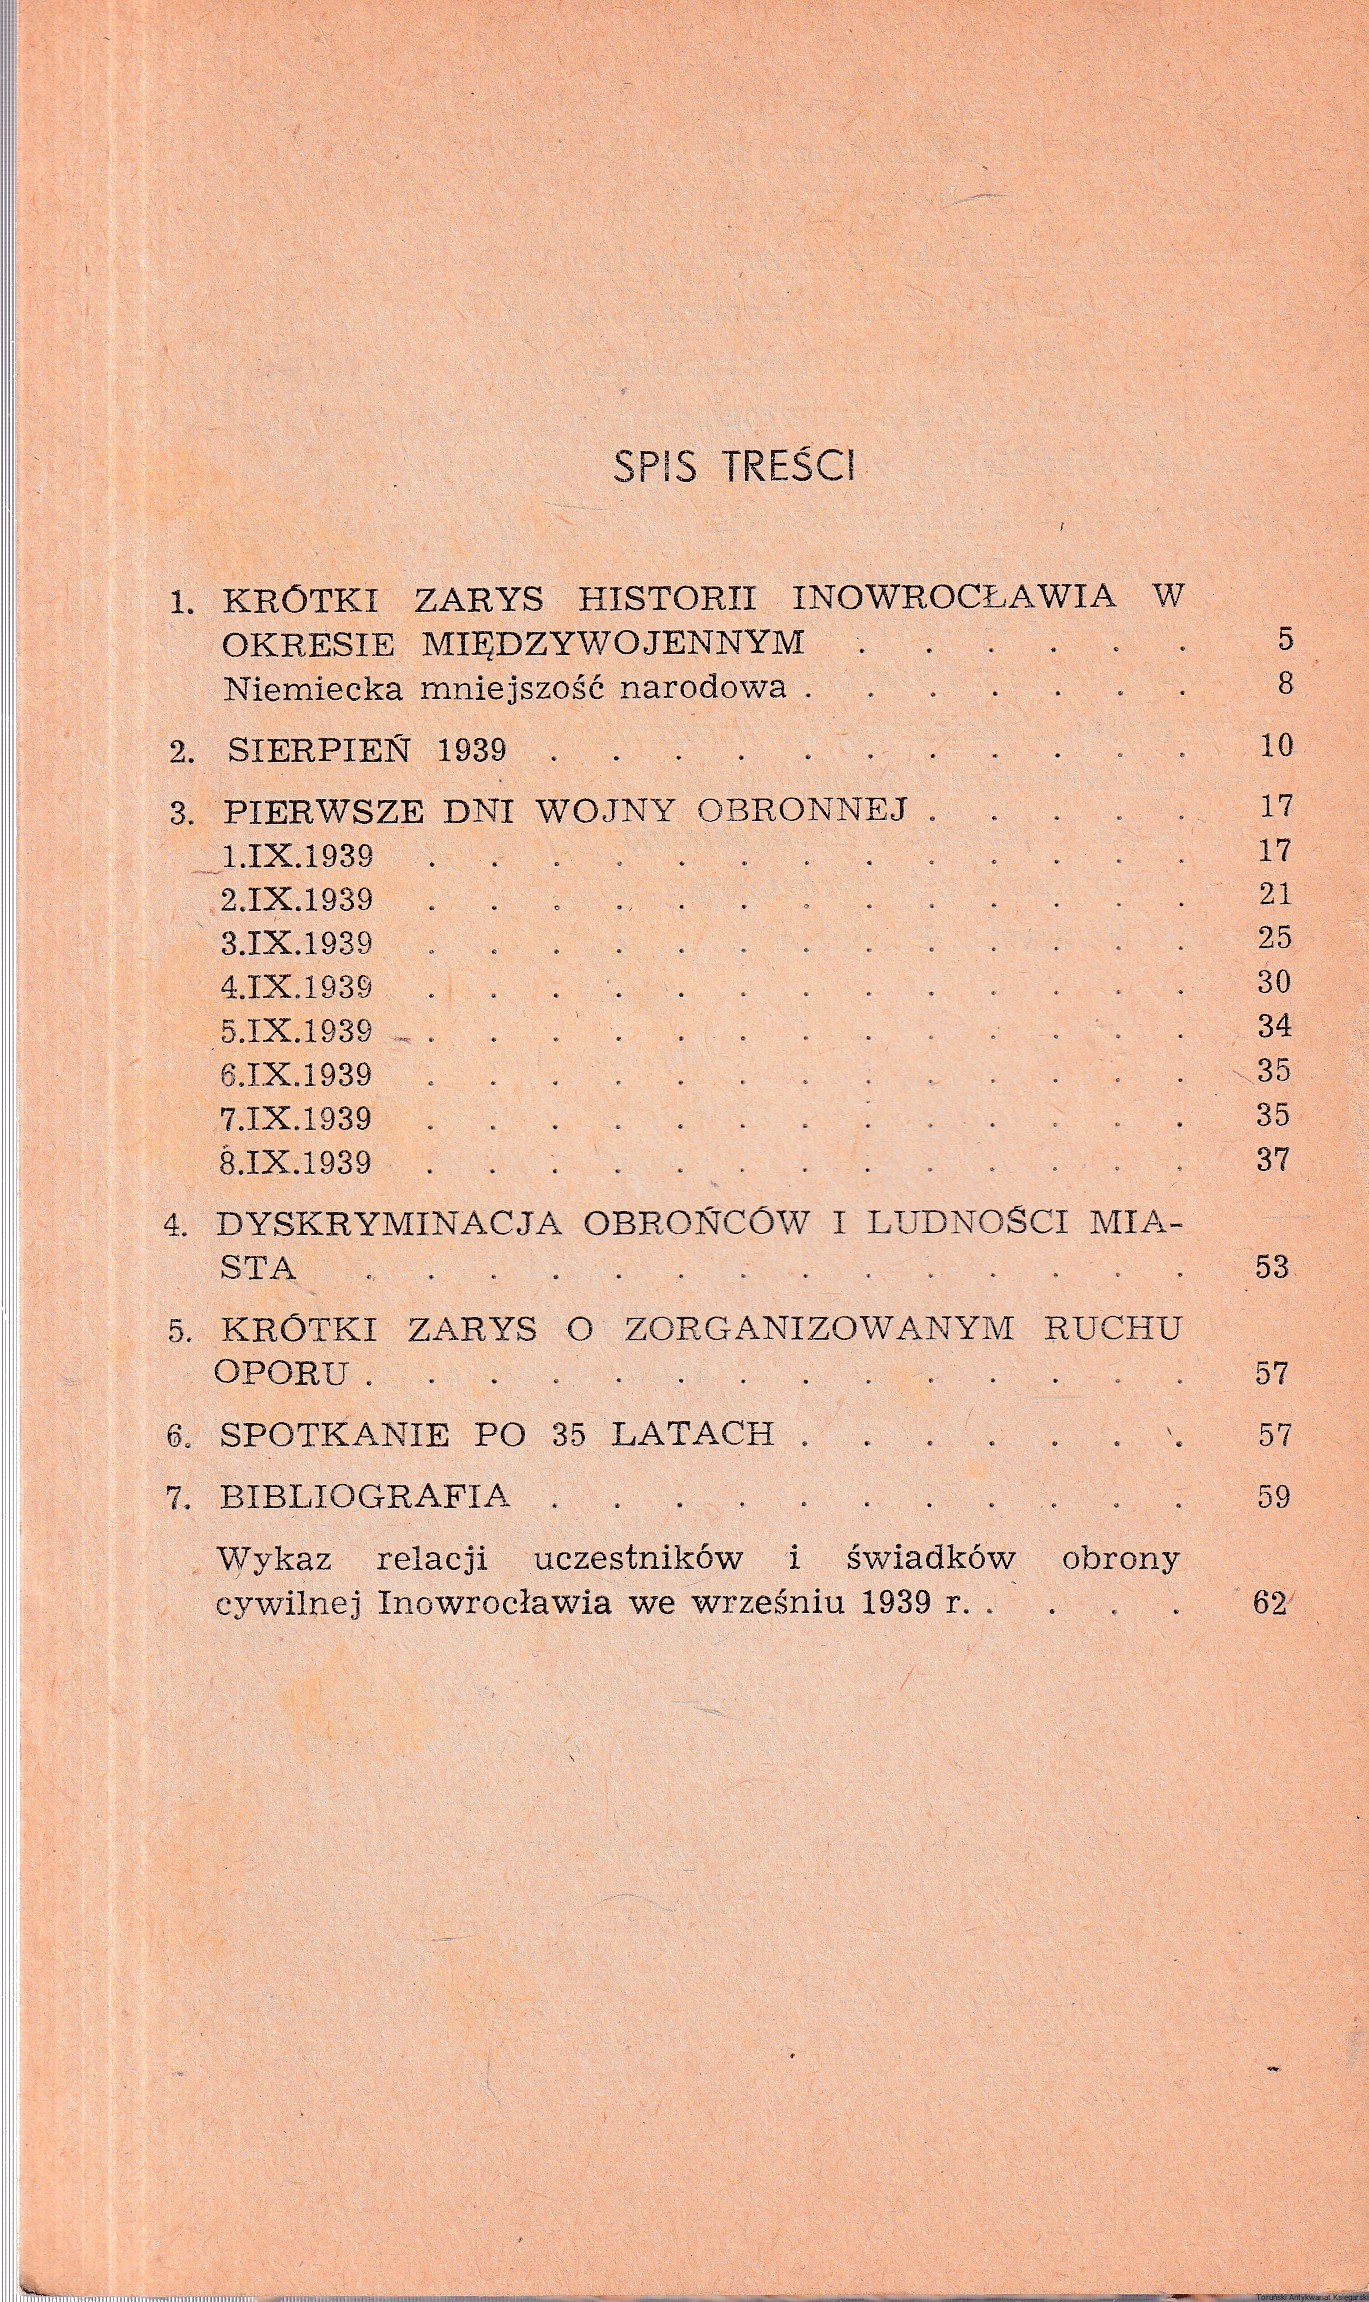 SPIS TREŚCI
1. KRÓTKI ZARYS HISTORII INOWROCŁAWIA W
OKRESIE MIĘDZYWOJENNYM . . . . . . 5
Niemiecka mniejszość narodowa . . . . . . . 8
2. SIERPIEŃ 1939 . . . . . . . . . . . 10
3. PIERWSZE DNI WOJNY OBRONNEJ . . . . . 17
1.IX.1939 . . . . . . . . . . . . . 17
2.IX.1939 . . . . . . . . . . . . . 21
3.IX.1939 . . . . . . . . . . . . . 25
4.IX.1939 . . . . . . . . . . . . . 30
5.IX.1939 . . . . . . . . . . . . . 34
6.IX.1939 . . . . . . . . . . . . . 35
7.IX.1939 . . . . . . . . . . . . . 35
8.IX.1939 . . . . . . . . . . . . . 37
4. DYSKRYMINACJA OBROŃCÓW I LUDNOŚCI MIA-
STA . . . . . . . . . . . . . . 53
5. KRÓTKI ZARYS O ZORGANIZOWANYM RUCHU
OPORU . . . . . . . . . . . . . . 57
6. SPOTKANIE PO 35 LATACH . . . . . . . 57
7. BIBLIOGRAFIA . . . . . . . . . . . 59
Wykaz relacji uczestników i świadków obrony
cywilnej Inowrocławia we wrześniu 1939 r. . . . . 62
Toruński Antykwariat Księgarski